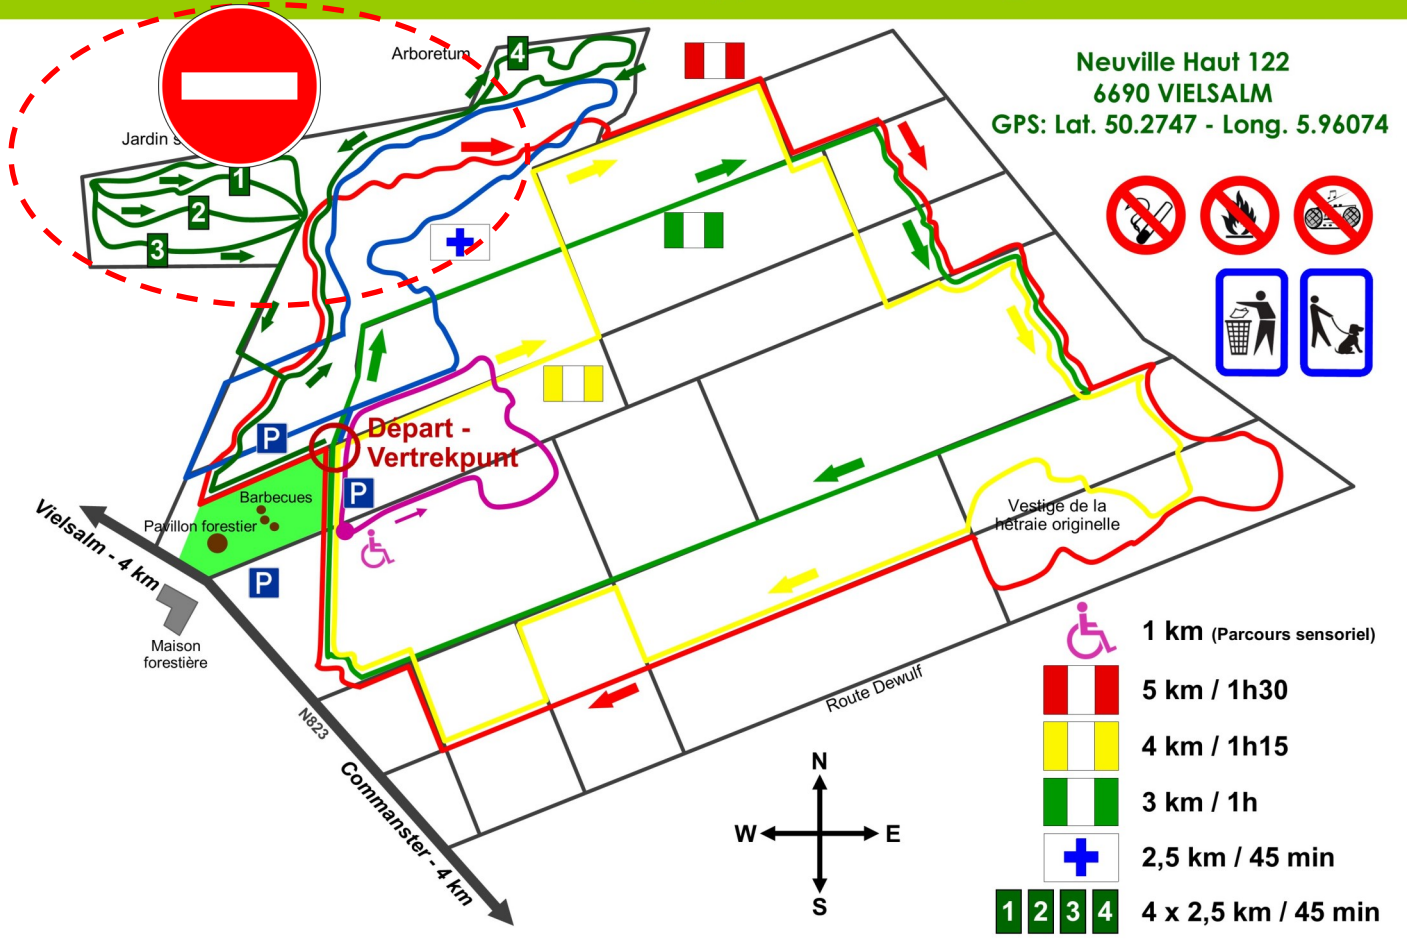 Neuville Haut 122
6690 VIELSALM
GPS: Lat. 50.2747 - Long. 5.96074
Arboretum
4
Jardin s
1
2
3
P
Départ -
Vertrekpunt
P
Barbecues
Pavillon forestier
P
Vielsalm - 4 km
Maison
forestière
N823
Commanster - 4 km
Vestige de la
hêtraie originelle
Route Dewulf
N
W E
S
1 km (Parcours sensoriel)
5 km / 1h30
4 km / 1h15
3 km / 1h
2,5 km / 45 min
1 2 3 4 4 x 2,5 km / 45 min